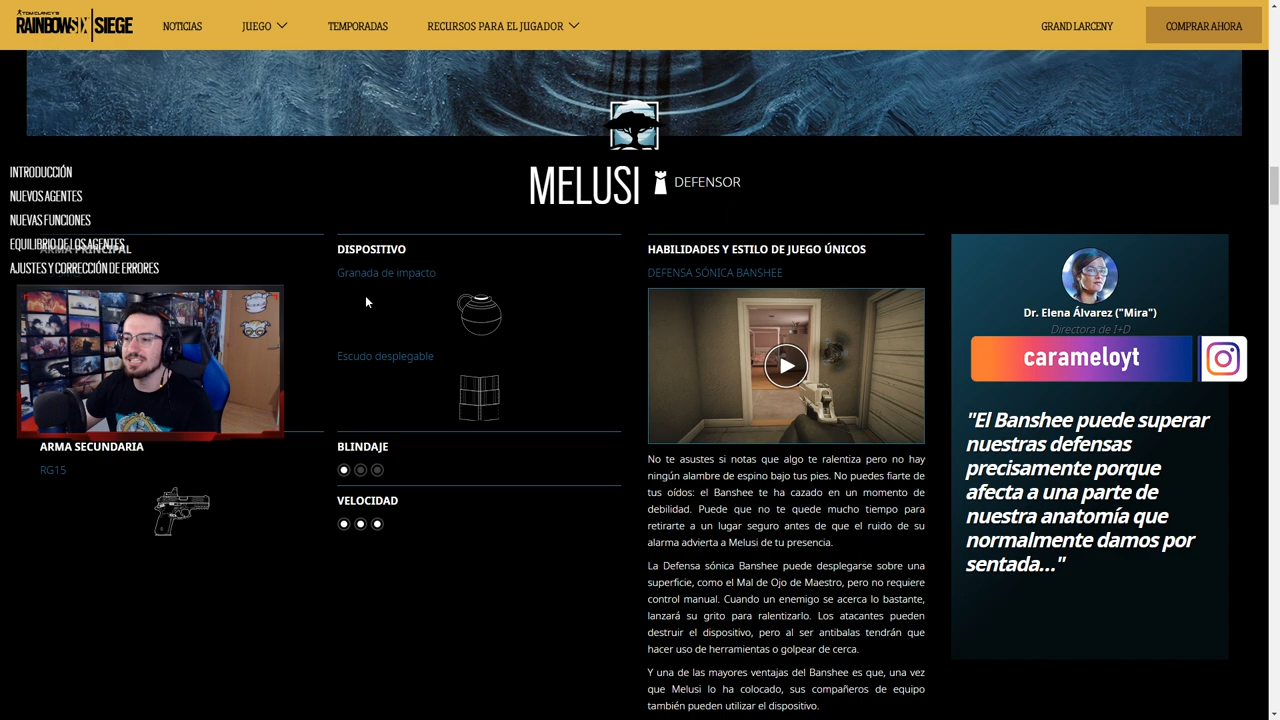 TOM CLANCY'S
RAINBOWSIX | SIEGE
NOTICIAS
JUEGO
TEMPORADAS
RECURSOS PARA EL JUGADOR
GRAND LARCENY
COMPRAR AHORA
INTRODUCCIÓN
NUEVOS AGENTES
NUEVAS FUNCIONES
EQUILIBRIO DE LOS AGENTES
AJUSTES Y CORRECCIÓN DE ERRORES
MELUSI
DEFENSOR
ARMA PRINCIPAL
ARMA SECUNDARIA
RG15
DISPOSITIVO
Granada de impacto
Escudo desplegable
BLINDAJE
VELOCIDAD
HABILIDADES Y ESTILO DE JUEGO ÚNICOS
DEFENSA SÓNICA BANSHEE
No te asustes si notas que algo te ralentiza pero no hay
ningún alambre de espino bajo tus pies. No puedes fiarte de
tus oídos: el Banshee te ha cazado en un momento de
debilidad. Puede que no te quede mucho tiempo para
retirarte a un lugar seguro antes de que el ruido de su
alarma advierta a Melusi de tu presencia.
La Defensa sónica Banshee puede desplegarse sobre una
superficie, como el Mal de Ojo de Maestro, pero no requiere
control manual. Cuando un enemigo se acerca lo bastante,
lanzará su grito para ralentizarlo. Los atacantes pueden
destruir el dispositivo, pero al ser antibalas tendrán que
hacer uso de herramientas o golpear de cerca.
Y una de las mayores ventajas del Banshee es que, una vez
que Melusi lo ha colocado, sus compañeros de equipo
también pueden utilizar el dispositivo.
Dr. Elena Álvarez ("Mira")
Directora de I+D
carameloyt
"El Banshee puede superar
nuestras defensas
precisamente porque
afecta a una parte de
nuestra anatomía que
normalmente damos por
sentada..."